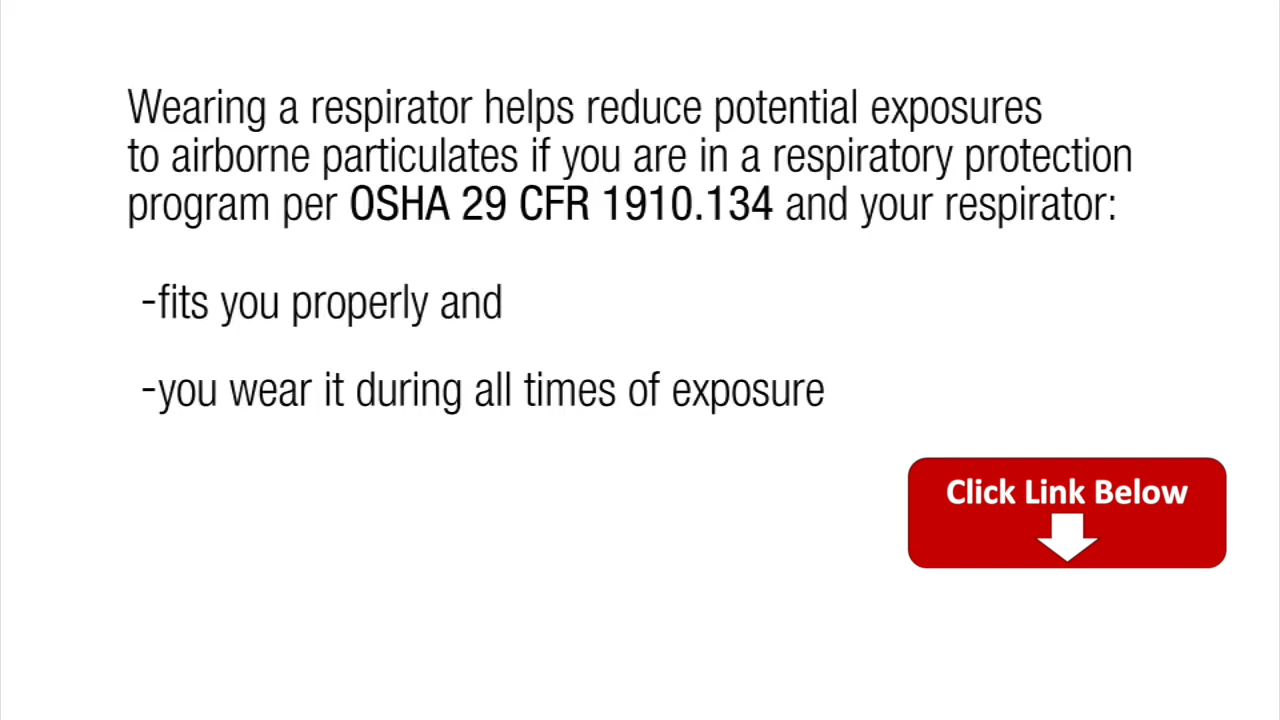 Wearing a respirator helps reduce potential exposures
to airborne particulates if you are in a respiratory protection
program per OSHA 29 CFR 1910.134 and your respirator:
-fits you properly and
-you wear it during all times of exposure
Click Link Below